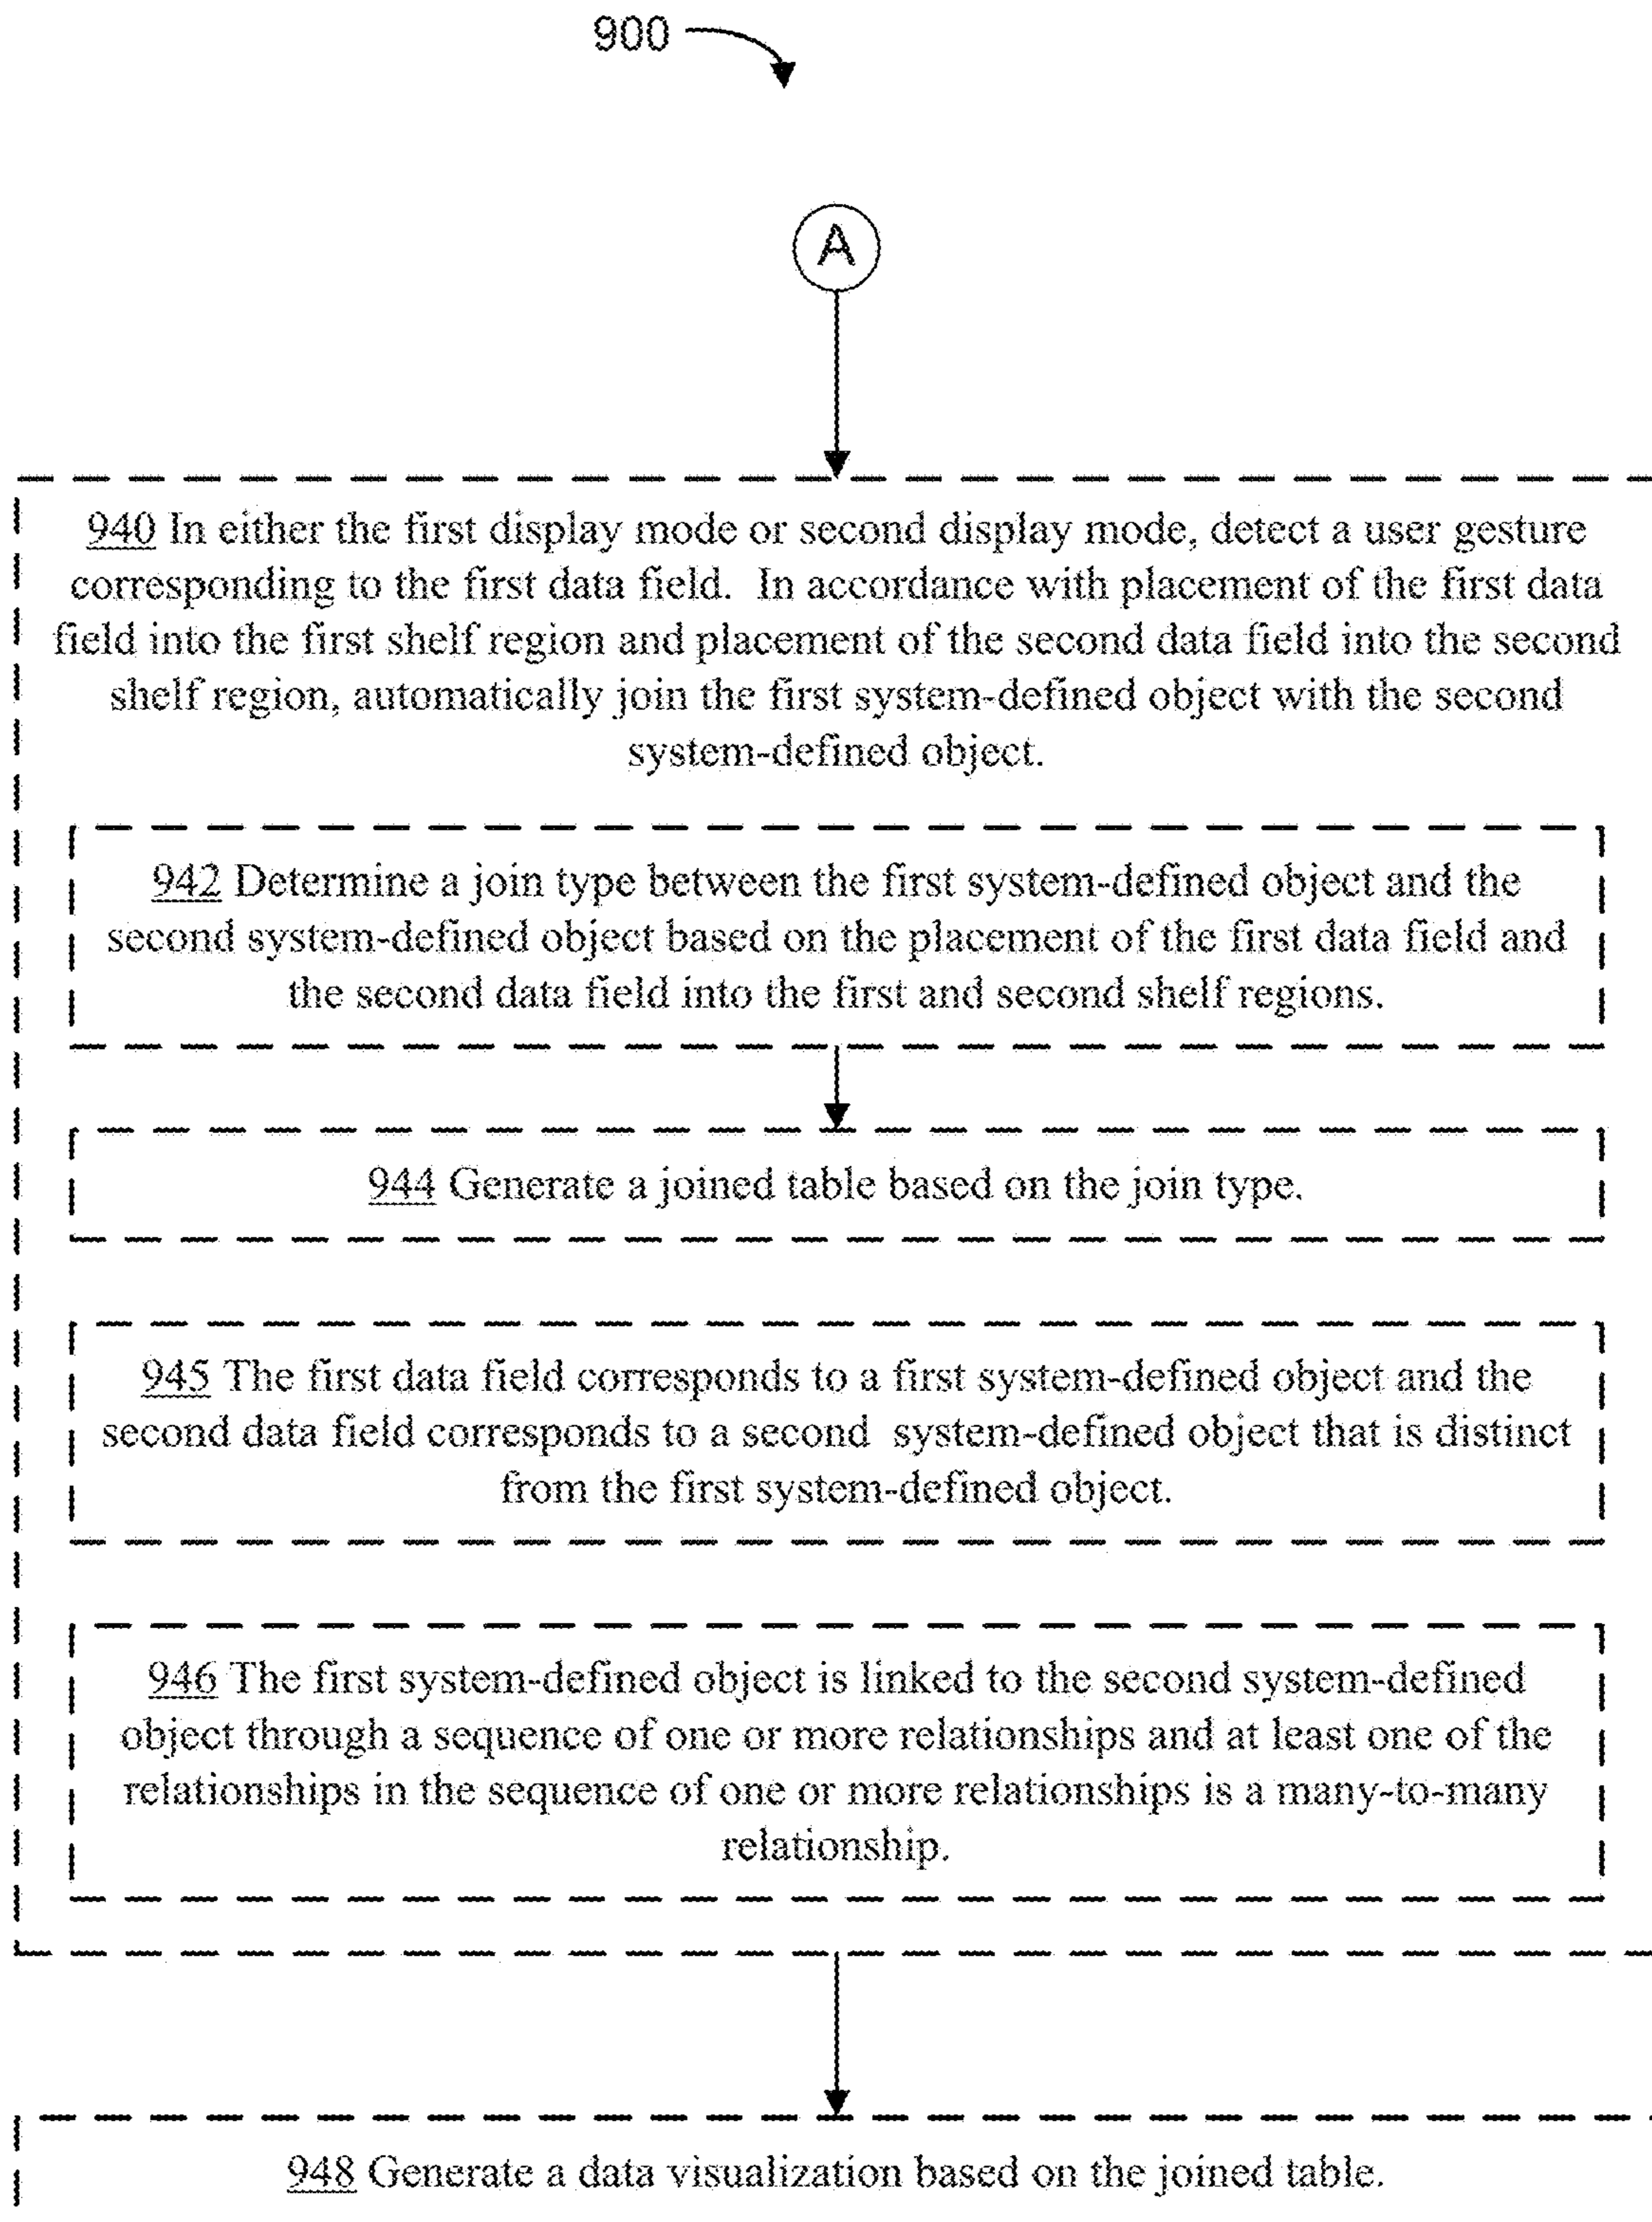 900
A
940 In either the first display mode or second display mode, detect a user gesture
corresponding to the first data field.  In accordance with placement of the first data
field into the first shelf region and placement of the second data field into the second
shelf region, automatically join the first system-defined object with the second
system-defined object.
942 Determine a join type between the first system-defined object and the
second system-defined object based on the placement of the first data field and
the second data field into the first and second shelf regions.
944 Generate a joined table based on the join type.
945 The first data field corresponds to a first system-defined object and the
second data field corresponds to a second  system-defined object that is distinct
from the first system-defined object.
946 The first system-defined object is linked to the second system-defined
object through a sequence of one or more relationships and at least one of the
relationships in the sequence of one or more relationships is a many-to-many
relationship.
948 Generate a data visualization based on the joined table.